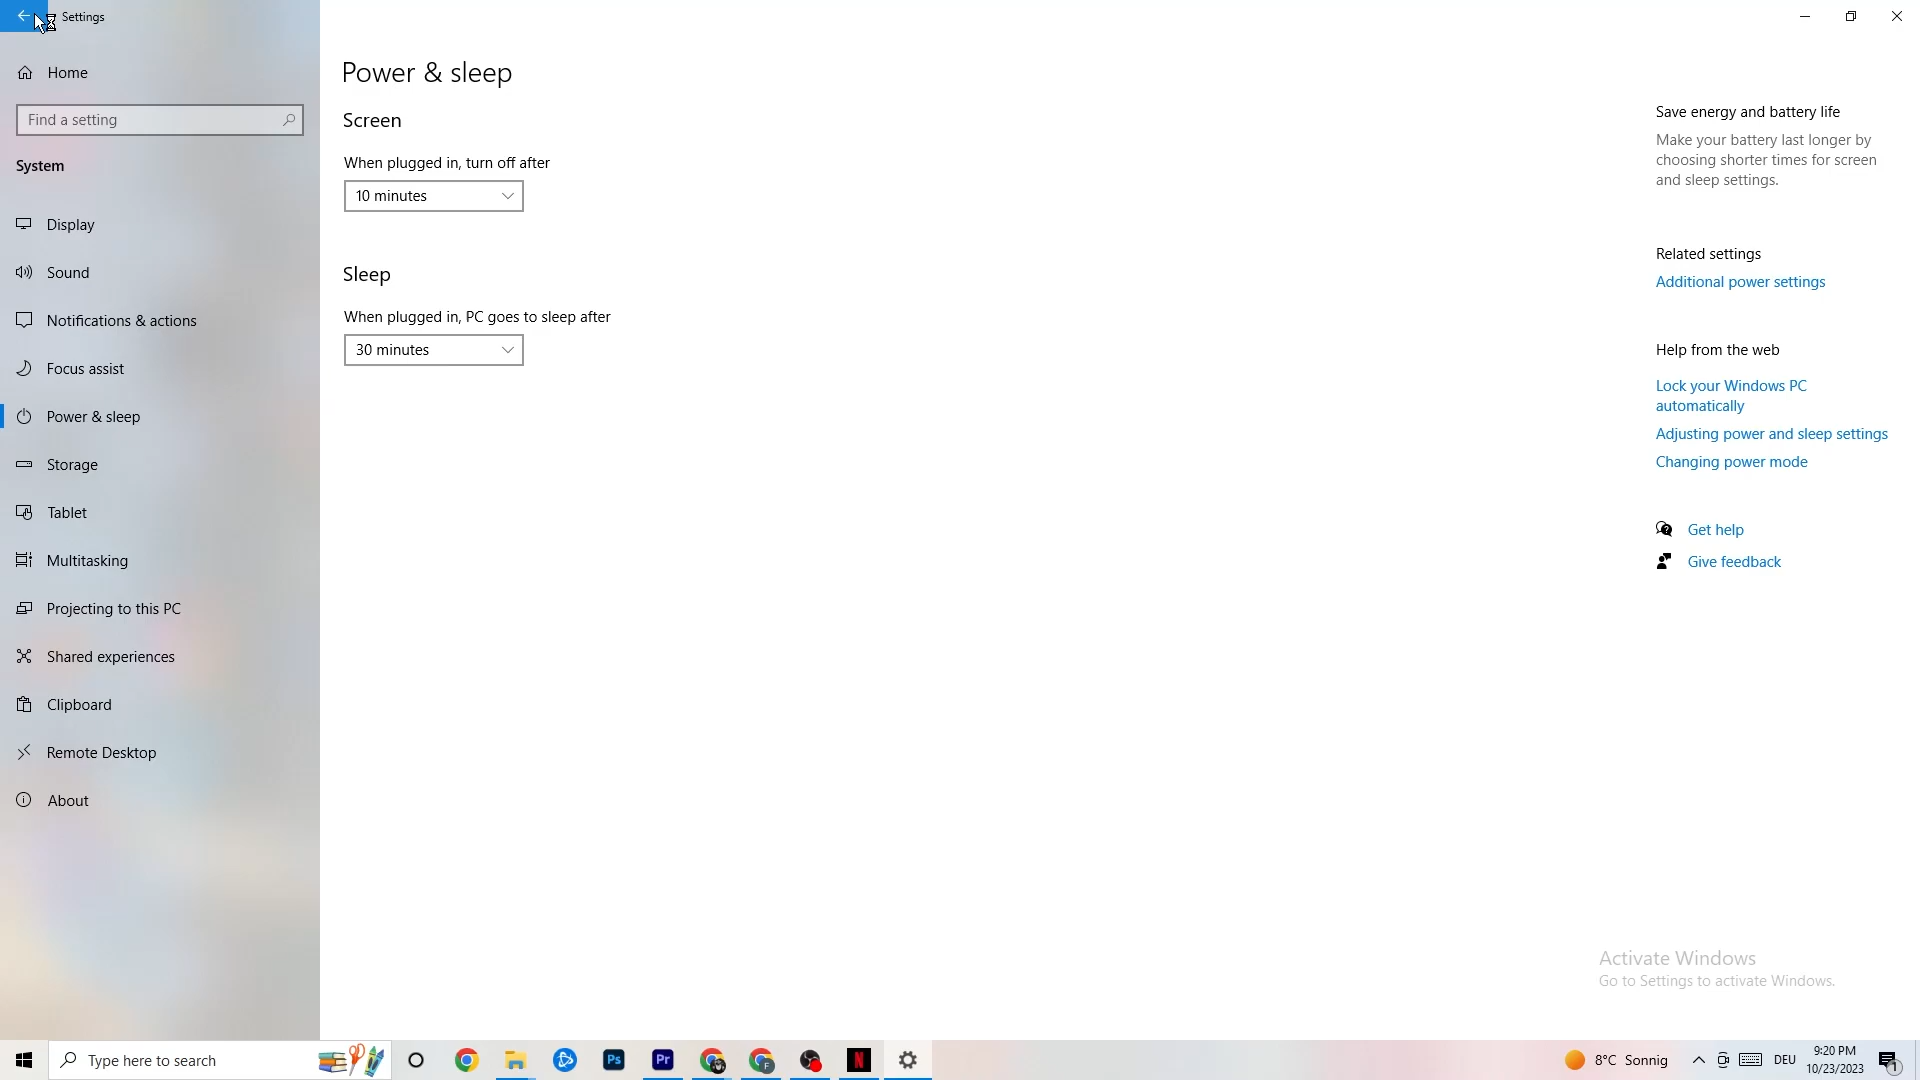 Settings
Home
Find a setting
System
Display
Sound
Notifications & actions
Focus assist
Power & sleep
Storage
Tablet
Multitasking
Projecting to this PC
Shared experiences
Clipboard
Remote Desktop
About
Power & sleep
Screen
When plugged in, turn off after
10 minutes
Sleep
When plugged in, PC goes to sleep after
30 minutes
Save energy and battery life
Make your battery last longer by
choosing shorter times for screen
and sleep settings.
Related settings
Additional power settings
Help from the web
Lock your Windows PC
automatically
Adjusting power and sleep settings
Changing power mode
Get help
Give feedback
Activate Windows
Go to Settings to activate Windows.
Type here to search
Ps
Pr
F
N
8°C Sonnig
DEU
9:20 PM
10/23/2023
1